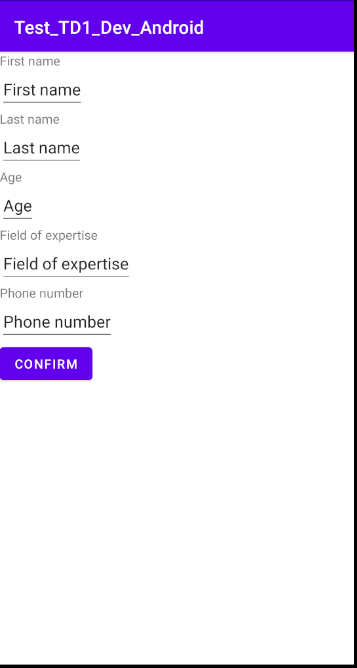 Test_TD1_Dev_Android
First name
First name
Last name
Last name
Age
Age
Field of expertise
Field of expertise
Phone number
Phone number
CONFIRM